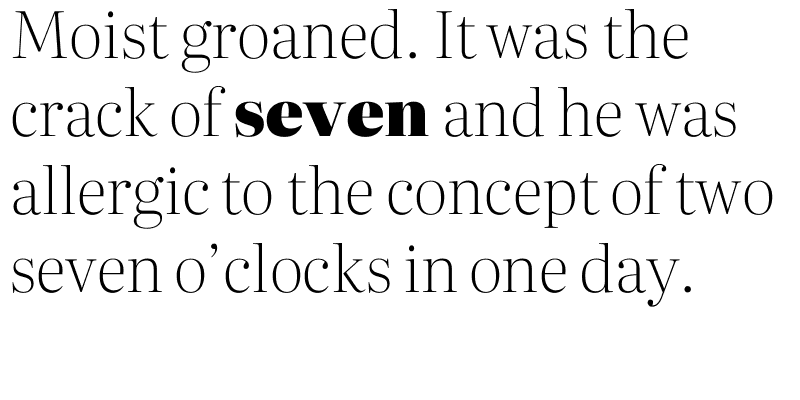 Moist groaned. It was the
crack of seven and he was
allergic to the concept of two
seven o’clocks in one day.